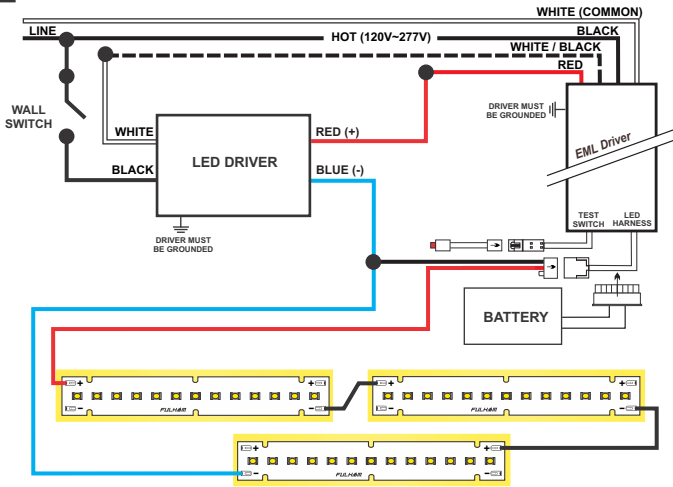 WHITE (COMMON)
LINE
BLACK
HOT (120V~277V)
WHITE / BLACK
RED
WALL
SWITCH
DRIVER MUST
BE GROUNDED
EML Driver
WHITE
RED (+)
LED DRIVER
BLACK
BLUE (-)
TEST
SWITCH
LED
HARNESS
DRIVER MUST
BE GROUNDED
BATTERY
+
+
-
FULHAM
-
+
+
-
FULHAM
-
+
+
-
FULHAM
-